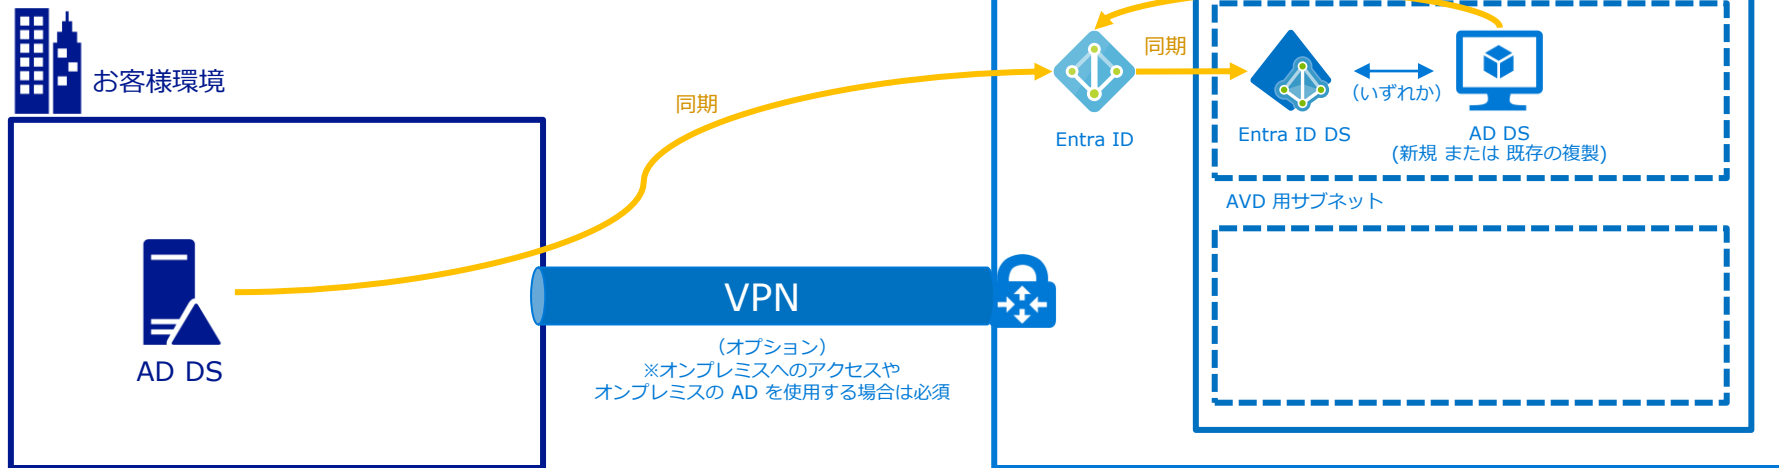 お客様環境
AD DS
同期
VPN
（オプション）
※オンプレミスへのアクセスや
オンプレミスの AD を使用する場合は必須
Entra ID
同期
Entra ID DS
（いずれか）
AD DS
(新規 または 既存の複製)
AVD 用サブネット